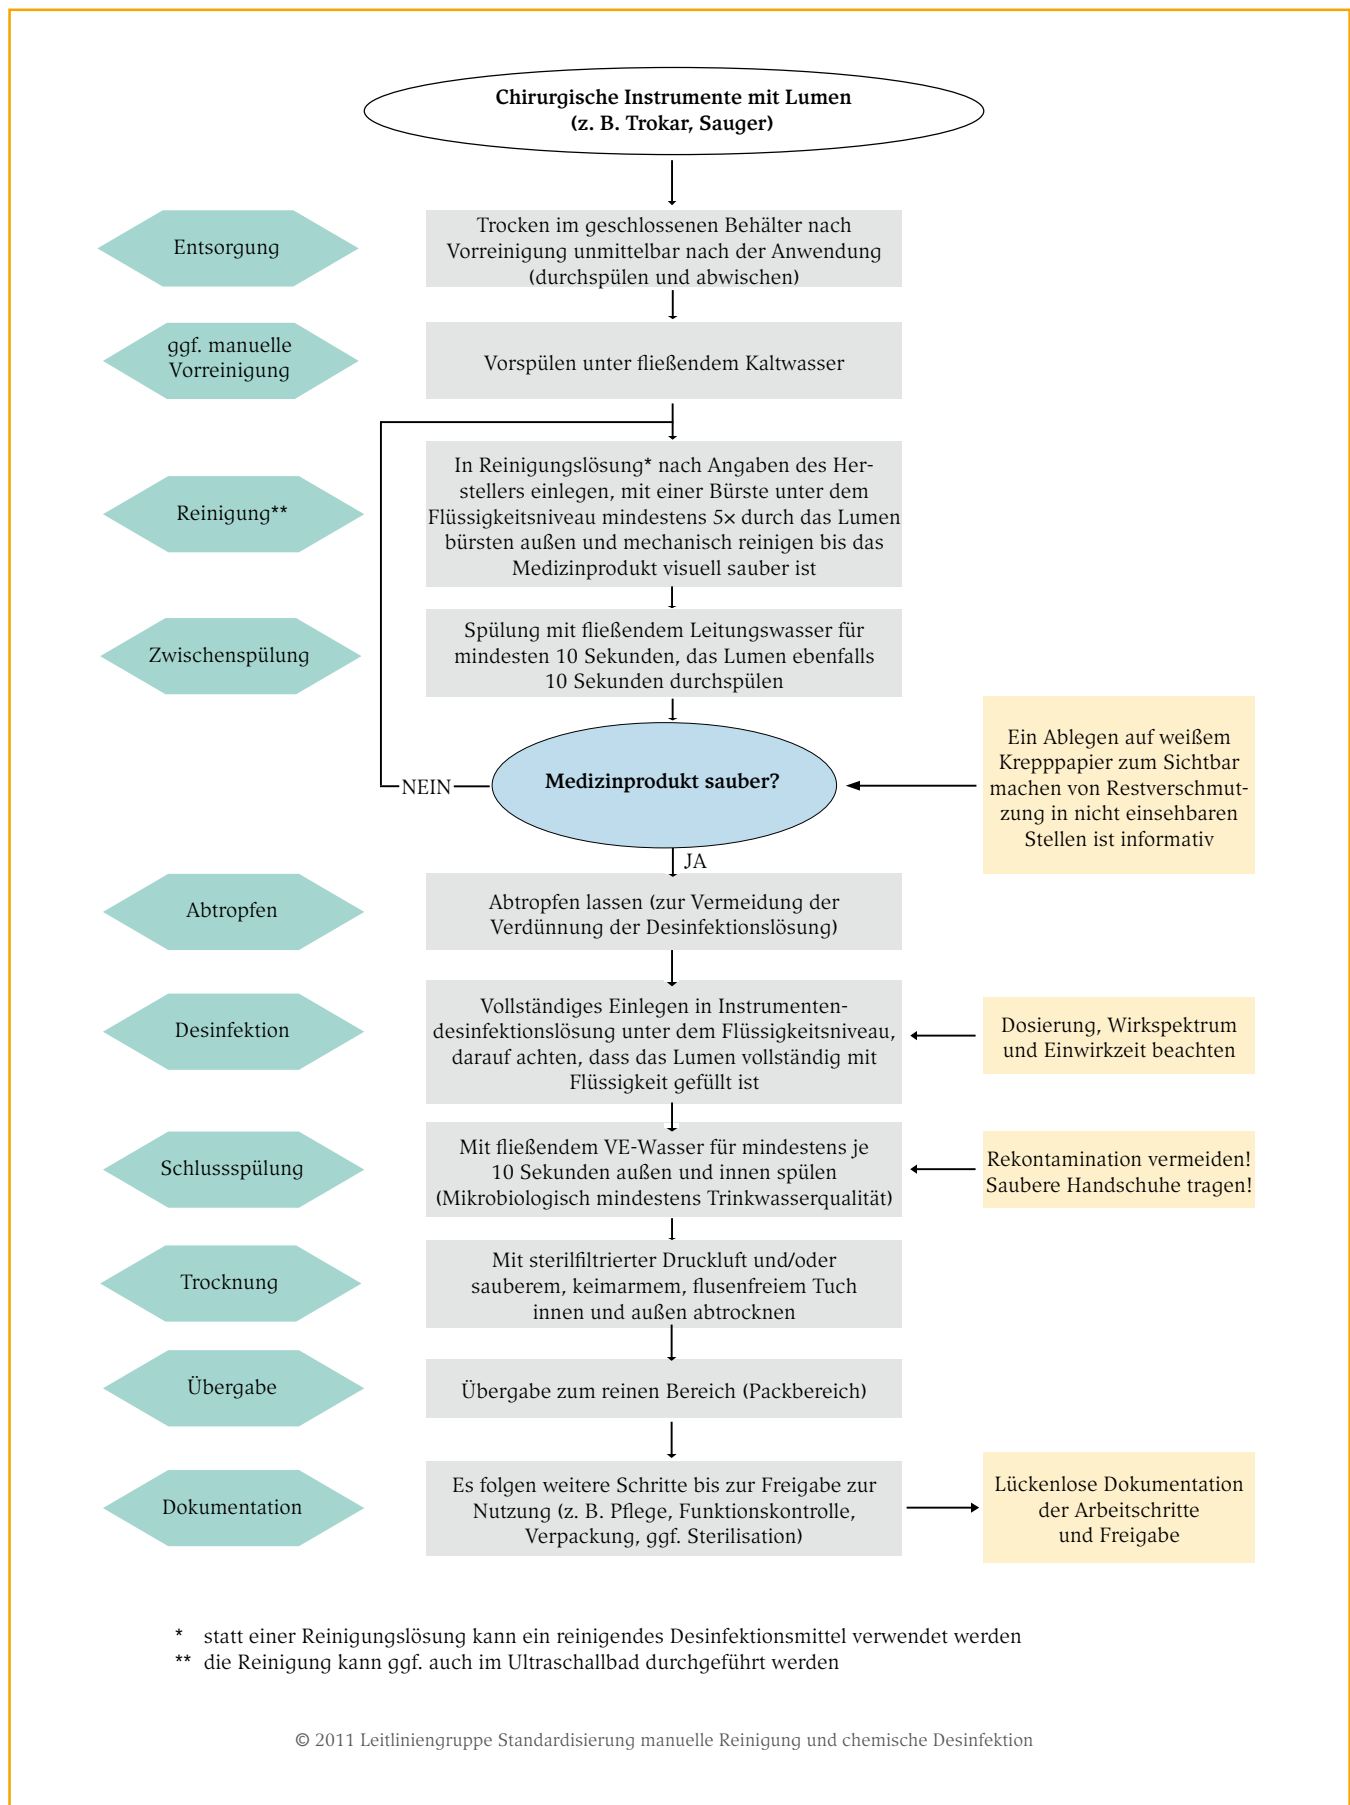 Chirurgische Instrumente mit Lumen
(z. B. Trokar, Sauger)
Entsorgung
Trocken im geschlossenen Behälter nach
Vorreinigung unmittelbar nach der Anwendung
(durchspülen und abwischen)
ggf. manuelle
Vorreinigung
Vorspülen unter fließendem Kaltwasser
Reinigung**
In Reinigungslösung* nach Angaben des Her-
stellers einlegen, mit einer Bürste unter dem
Flüssigkeitsniveau mindestens 5× durch das Lumen
bürsten außen und mechanisch reinigen bis das
Medizinprodukt visuell sauber ist
Zwischenspülung
Spülung mit fließendem Leitungswasser für
mindesten 10 Sekunden, das Lumen ebenfalls
10 Sekunden durchspülen
Medizinprodukt sauber?
NEIN
JA
Ein Ablegen auf weißem
Krepppapier zum Sichtbar
machen von Restverschmut-
zung in nicht einsehbaren
Stellen ist informativ
Abtropfen
Abtropfen lassen (zur Vermeidung der
Verdünnung der Desinfektionslösung)
Desinfektion
Vollständiges Einlegen in Instrumenten-
desinfektionslösung unter dem Flüssigkeitsniveau,
darauf achten, dass das Lumen vollständig mit
Flüssigkeit gefüllt ist
Dosierung, Wirkspektrum
und Einwirkzeit beachten
Schlussspülung
Mit fließendem VE-Wasser für mindestens je
10 Sekunden außen und innen spülen
(Mikrobiologisch mindestens Trinkwasserqualität)
Rekontamination vermeiden!
Saubere Handschuhe tragen!
Trocknung
Mit sterilfiltrierter Druckluft und/oder
sauberem, keimarmem, flusenfreiem Tuch
innen und außen abtrocknen
Übergabe
Übergabe zum reinen Bereich (Packbereich)
Dokumentation
Es folgen weitere Schritte bis zur Freigabe zur
Nutzung (z. B. Pflege, Funktionskontrolle,
Verpackung, ggf. Sterilisation)
Lückenlose Dokumentation
der Arbeitschritte
und Freigabe
* statt einer Reinigungslösung kann ein reinigendes Desinfektionsmittel verwendet werden
** die Reinigung kann ggf. auch im Ultraschallbad durchgeführt werden
© 2011 Leitliniengruppe Standardisierung manuelle Reinigung und chemische Desinfektion